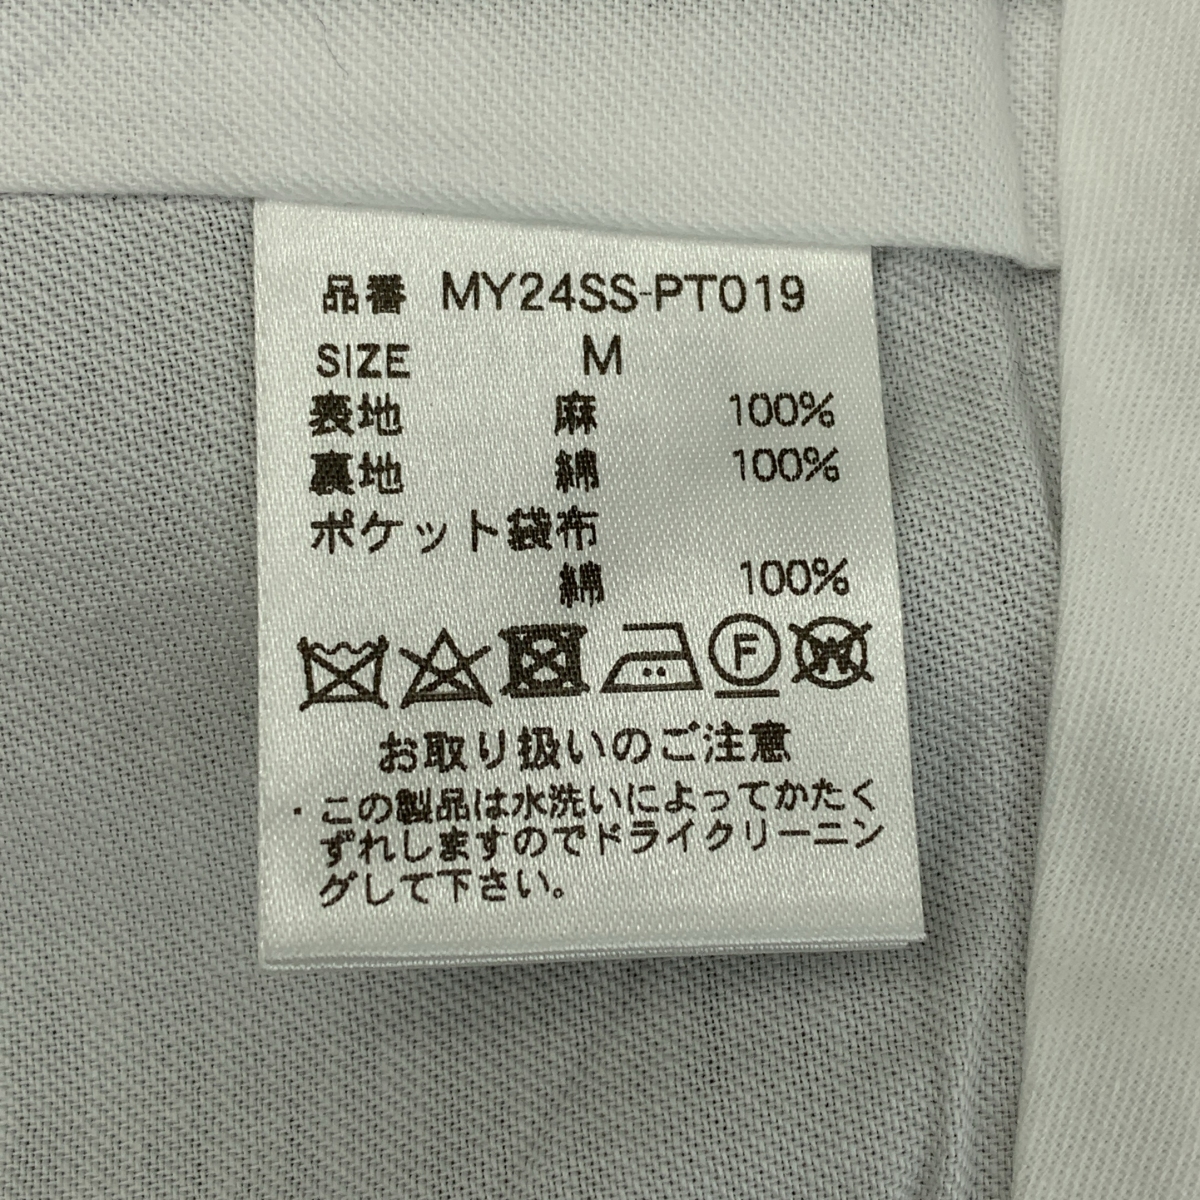 品番 MY24SS-PT019
SIZE M
表地 麻 100%
裏地 綿 100%
ポケット袋布
綿 100%
F W
お取り扱いのご注意
・この製品は水洗いによってかたく
ずれしますのでドライクリーニン
グして下さい。